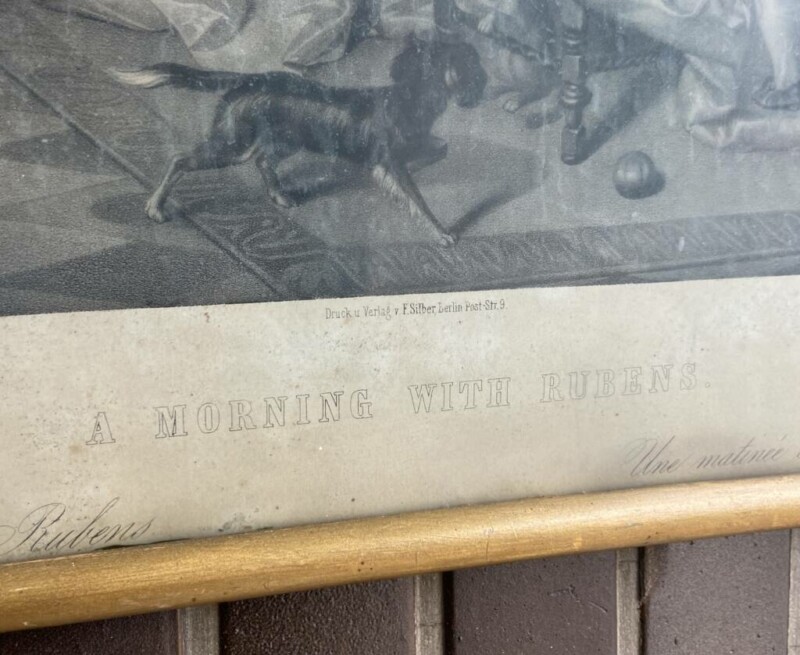 Druck u. Verlag v. F. Silber, Berlin Post-Str. 9.
A MORNING WITH RUBENS.
Rubens
Une matinée